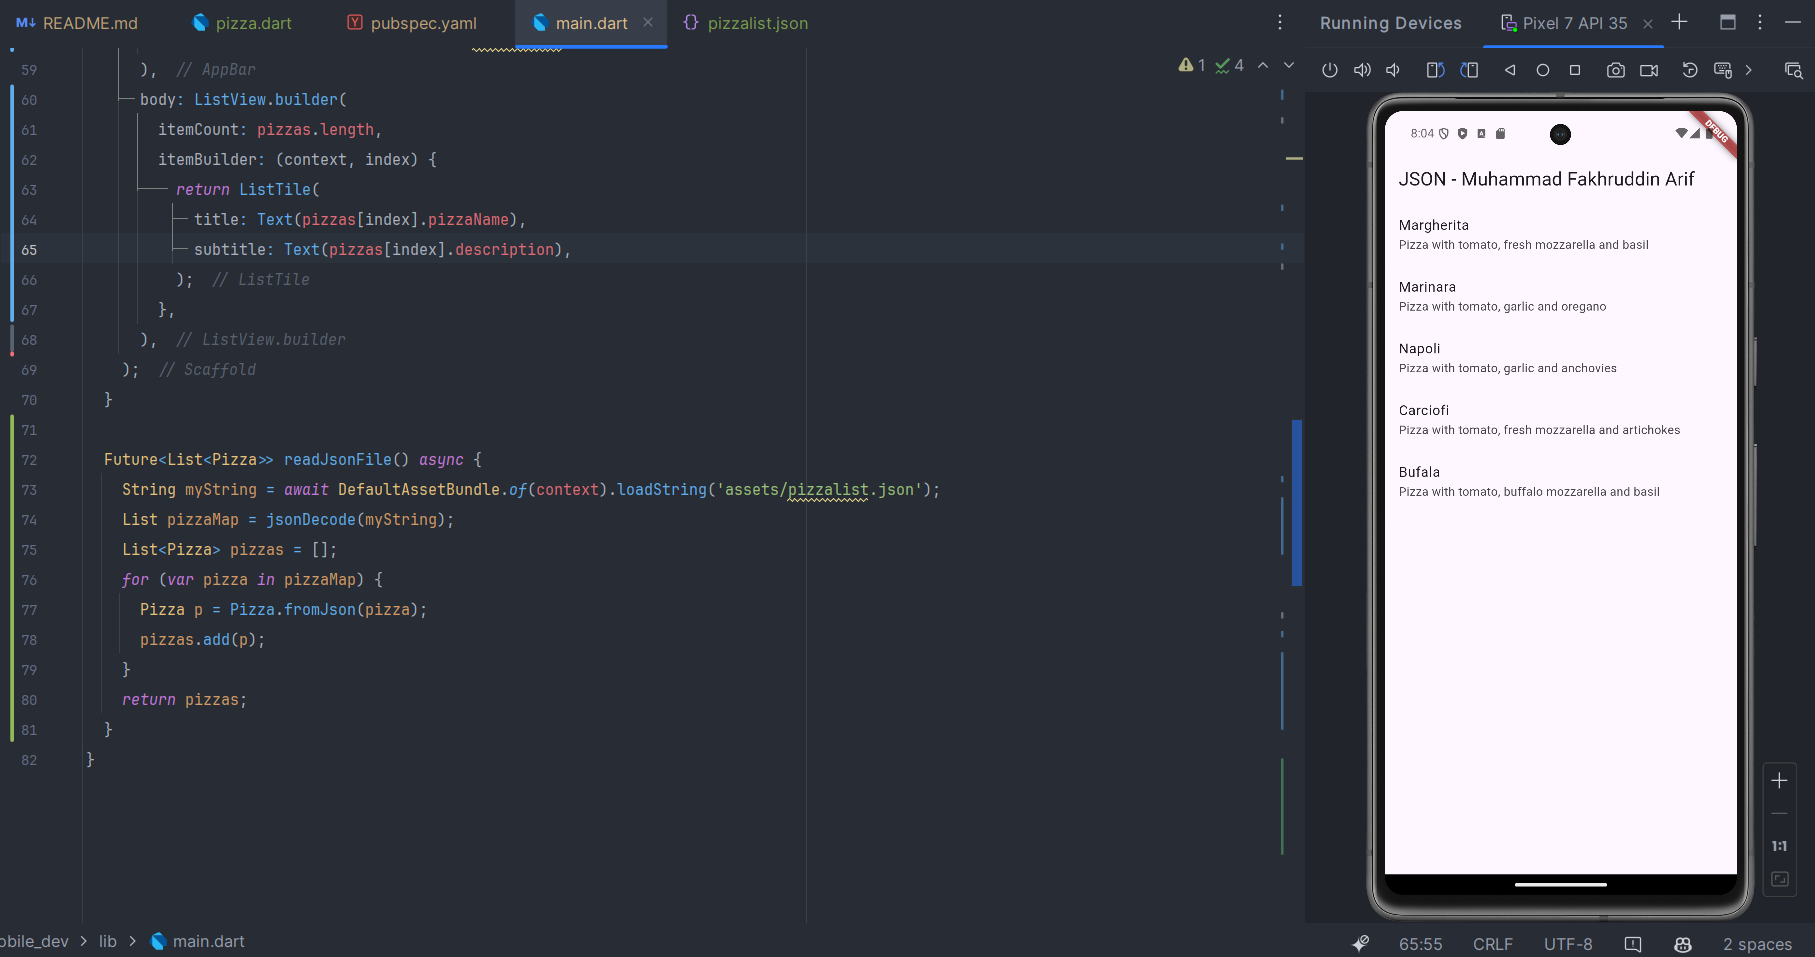 M↓ README.md pizza.dart Y pubspec.yaml main.dart {} pizzalist.json
Running Devices Pixel 7 API 35
1 4
59 ), // AppBar
60 body: ListView.builder(
61 itemCount: pizzas.length,
62 itemBuilder: (context, index) {
63 return ListTile(
64 title: Text(pizzas[index].pizzaName),
65 subtitle: Text(pizzas[index].description),
66 ); // ListTile
67 },
68 ), // ListView.builder
69 ); // Scaffold
70 }
71
72 Future<List<Pizza>> readJsonFile() async {
73 String myString = await DefaultAssetBundle.of(context).loadString('assets/pizzalist.json');
74 List pizzaMap = jsonDecode(myString);
75 List<Pizza> pizzas = [];
76 for (var pizza in pizzaMap) {
77 Pizza p = Pizza.fromJson(pizza);
78 pizzas.add(p);
79 }
80 return pizzas;
81 }
82 }
8:04
DEBUG
JSON - Muhammad Fakhruddin Arif
Margherita
Pizza with tomato, fresh mozzarella and basil
Marinara
Pizza with tomato, garlic and oregano
Napoli
Pizza with tomato, garlic and anchovies
Carciofi
Pizza with tomato, fresh mozzarella and artichokes
Bufala
Pizza with tomato, buffalo mozzarella and basil
1:1
obile_dev > lib > main.dart
65:55 CRLF UTF-8 2 spaces